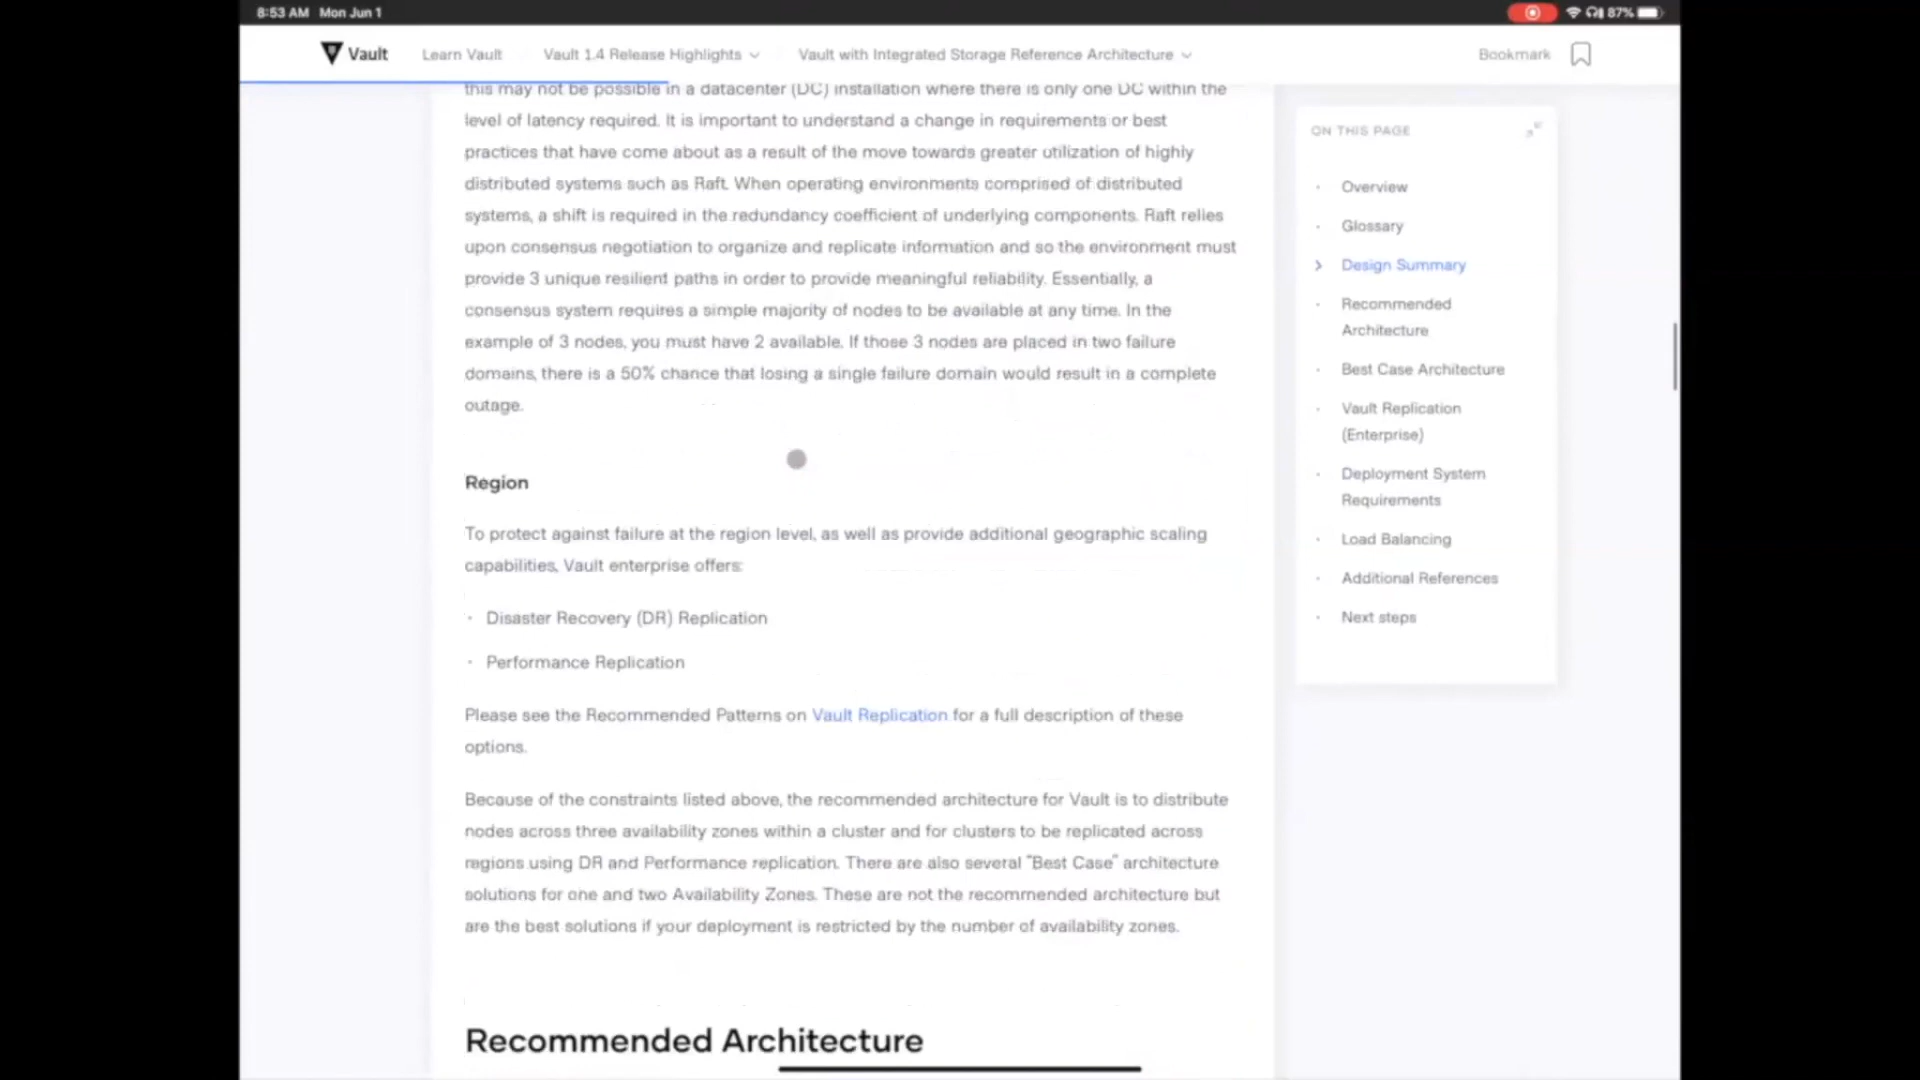 8:53 AM Mon Jun 1
87%
Vault
Learn Vault
Vault 1.4 Release Highlights
Vault with Integrated Storage Reference Architecture
Bookmark
this may not be possible in a datacenter (DC) installation where there is only one DC within the
level of latency required. It is important to understand a change in requirements or best
practices that have come about as a result of the move towards greater utilization of highly
distributed systems such as Raft. When operating environments comprised of distributed
systems, a shift is required in the redundancy coefficient of underlying components. Raft relies
upon consensus negotiation to organize and replicate information and so the environment must
provide 3 unique resilient paths in order to provide meaningful reliability. Essentially, a
consensus system requires a simple majority of nodes to be available at any time. In the
example of 3 nodes, you must have 2 available. If those 3 nodes are placed in two failure
domains, there is a 50% chance that losing a single failure domain would result in a complete
outage.
Region
To protect against failure at the region level, as well as provide additional geographic scaling
capabilities, Vault enterprise offers:
· Disaster Recovery (DR) Replication
· Performance Replication
Please see the Recommended Patterns on Vault Replication for a full description of these
options.
Because of the constraints listed above, the recommended architecture for Vault is to distribute
nodes across three availability zones within a cluster and for clusters to be replicated across
regions using DR and Performance replication. There are also several "Best Case" architecture
solutions for one and two Availability Zones. These are not the recommended architecture but
are the best solutions if your deployment is restricted by the number of availability zones.
Recommended Architecture
ON THIS PAGE
· Overview
· Glossary
Design Summary
· Recommended
Architecture
· Best Case Architecture
· Vault Replication
(Enterprise)
· Deployment System
Requirements
· Load Balancing
· Additional References
· Next steps